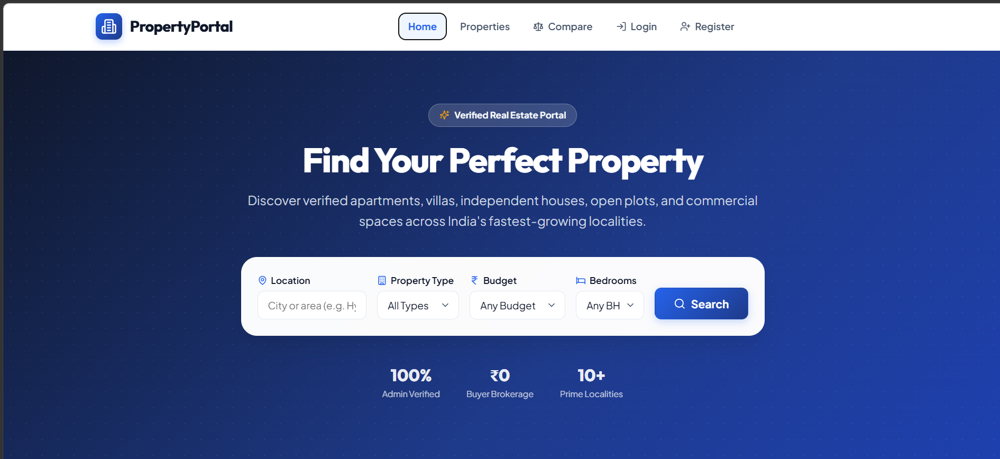 PropertyPortal
Home
Properties
Compare
Login
Register
Verified Real Estate Portal
Find Your Perfect Property
Discover verified apartments, villas, independent houses, open plots, and commercial
spaces across India's fastest-growing localities.
Location
Property Type
Budget
Bedrooms
City or area (e.g. Hy
All Types
Any Budget
Any BH
Search
100%
Admin Verified
₹0
Buyer Brokerage
10+
Prime Localities